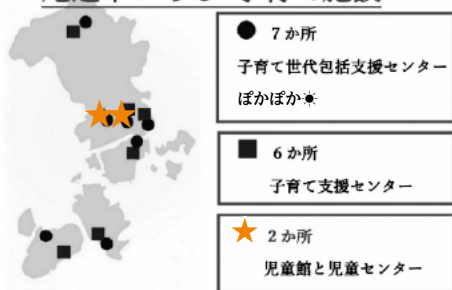 7か所
子育て世代包括支援センター
ぽかぽか☀
6か所
子育て支援センター
2か所
児童館と児童センター